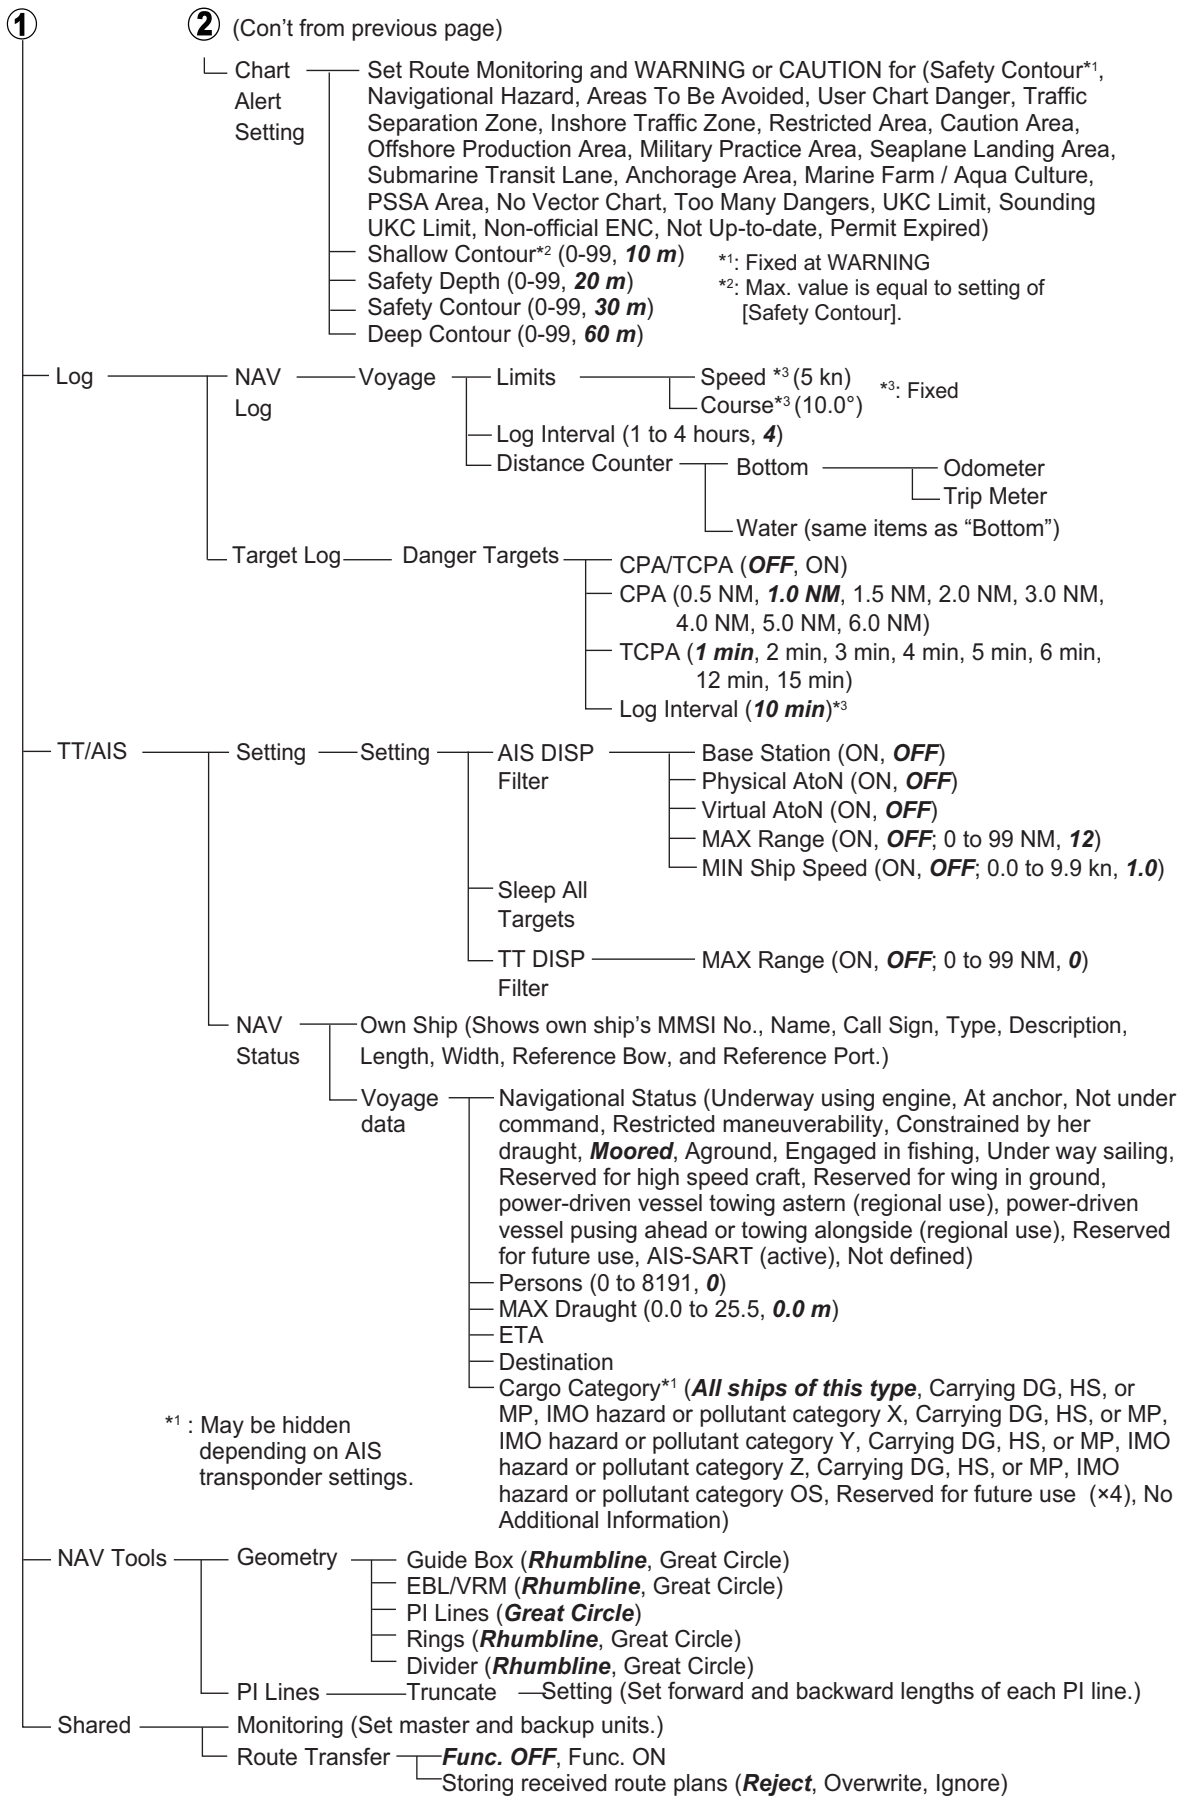 1 2 (Con't from previous page)
Chart Alert Setting
Set Route Monitoring and WARNING or CAUTION for (Safety Contour*1,
Navigational Hazard, Areas To Be Avoided, User Chart Danger, Traffic
Separation Zone, Inshore Traffic Zone, Restricted Area, Caution Area,
Offshore Production Area, Military Practice Area, Seaplane Landing Area,
Submarine Transit Lane, Anchorage Area, Marine Farm / Aqua Culture,
PSSA Area, No Vector Chart, Too Many Dangers, UKC Limit, Sounding
UKC Limit, Non-official ENC, Not Up-to-date, Permit Expired)
Shallow Contour*2 (0-99, 10 m)
Safety Depth (0-99, 20 m)
Safety Contour (0-99, 30 m)
Deep Contour (0-99, 60 m)
*1: Fixed at WARNING
*2: Max. value is equal to setting of
[Safety Contour].
Log
NAV
Log
Voyage
Limits
Speed *3 (5 kn)
Course*3 (10.0°)
*3: Fixed
Log Interval (1 to 4 hours, 4)
Distance Counter
Bottom
Odometer
Trip Meter
Water (same items as “Bottom”)
Target Log
Danger Targets
CPA/TCPA (OFF, ON)
CPA (0.5 NM, 1.0 NM, 1.5 NM, 2.0 NM, 3.0 NM,
4.0 NM, 5.0 NM, 6.0 NM)
TCPA (1 min, 2 min, 3 min, 4 min, 5 min, 6 min,
12 min, 15 min)
Log Interval (10 min)*3
TT/AIS
Setting
Setting
AIS DISP
Filter
Base Station (ON, OFF)
Physical AtoN (ON, OFF)
Virtual AtoN (ON, OFF)
MAX Range (ON, OFF; 0 to 99 NM, 12)
MIN Ship Speed (ON, OFF; 0.0 to 9.9 kn, 1.0)
Sleep All
Targets
TT DISP
Filter
MAX Range (ON, OFF; 0 to 99 NM, 0)
NAV
Status
Own Ship (Shows own ship's MMSI No., Name, Call Sign, Type, Description,
Length, Width, Reference Bow, and Reference Port.)
Voyage
data
Navigational Status (Underway using engine, At anchor, Not under
command, Restricted maneuverability, Constrained by her
draught, Moored, Aground, Engaged in fishing, Under way sailing,
Reserved for high speed craft, Reserved for wing in ground,
power-driven vessel towing astern (regional use), power-driven
vessel pusing ahead or towing alongside (regional use), Reserved
for future use, AIS-SART (active), Not defined)
Persons (0 to 8191, 0)
MAX Draught (0.0 to 25.5, 0.0 m)
ETA
Destination
Cargo Category*1 (All ships of this type, Carrying DG, HS, or
MP, IMO hazard or pollutant category X, Carrying DG, HS, or MP,
IMO hazard or pollutant category Y, Carrying DG, HS, or MP, IMO
hazard or pollutant category Z, Carrying DG, HS, or MP, IMO
hazard or pollutant category OS, Reserved for future use (×4), No
Additional Information)
*1 : May be hidden
depending on AIS
transponder settings.
NAV Tools
Geometry
Guide Box (Rhumbline, Great Circle)
EBL/VRM (Rhumbline, Great Circle)
PI Lines (Great Circle)
Rings (Rhumbline, Great Circle)
Divider (Rhumbline, Great Circle)
PI Lines
Truncate
Setting (Set forward and backward lengths of each PI line.)
Shared
Monitoring (Set master and backup units.)
Route Transfer
Func. OFF, Func. ON
Storing received route plans (Reject, Overwrite, Ignore)